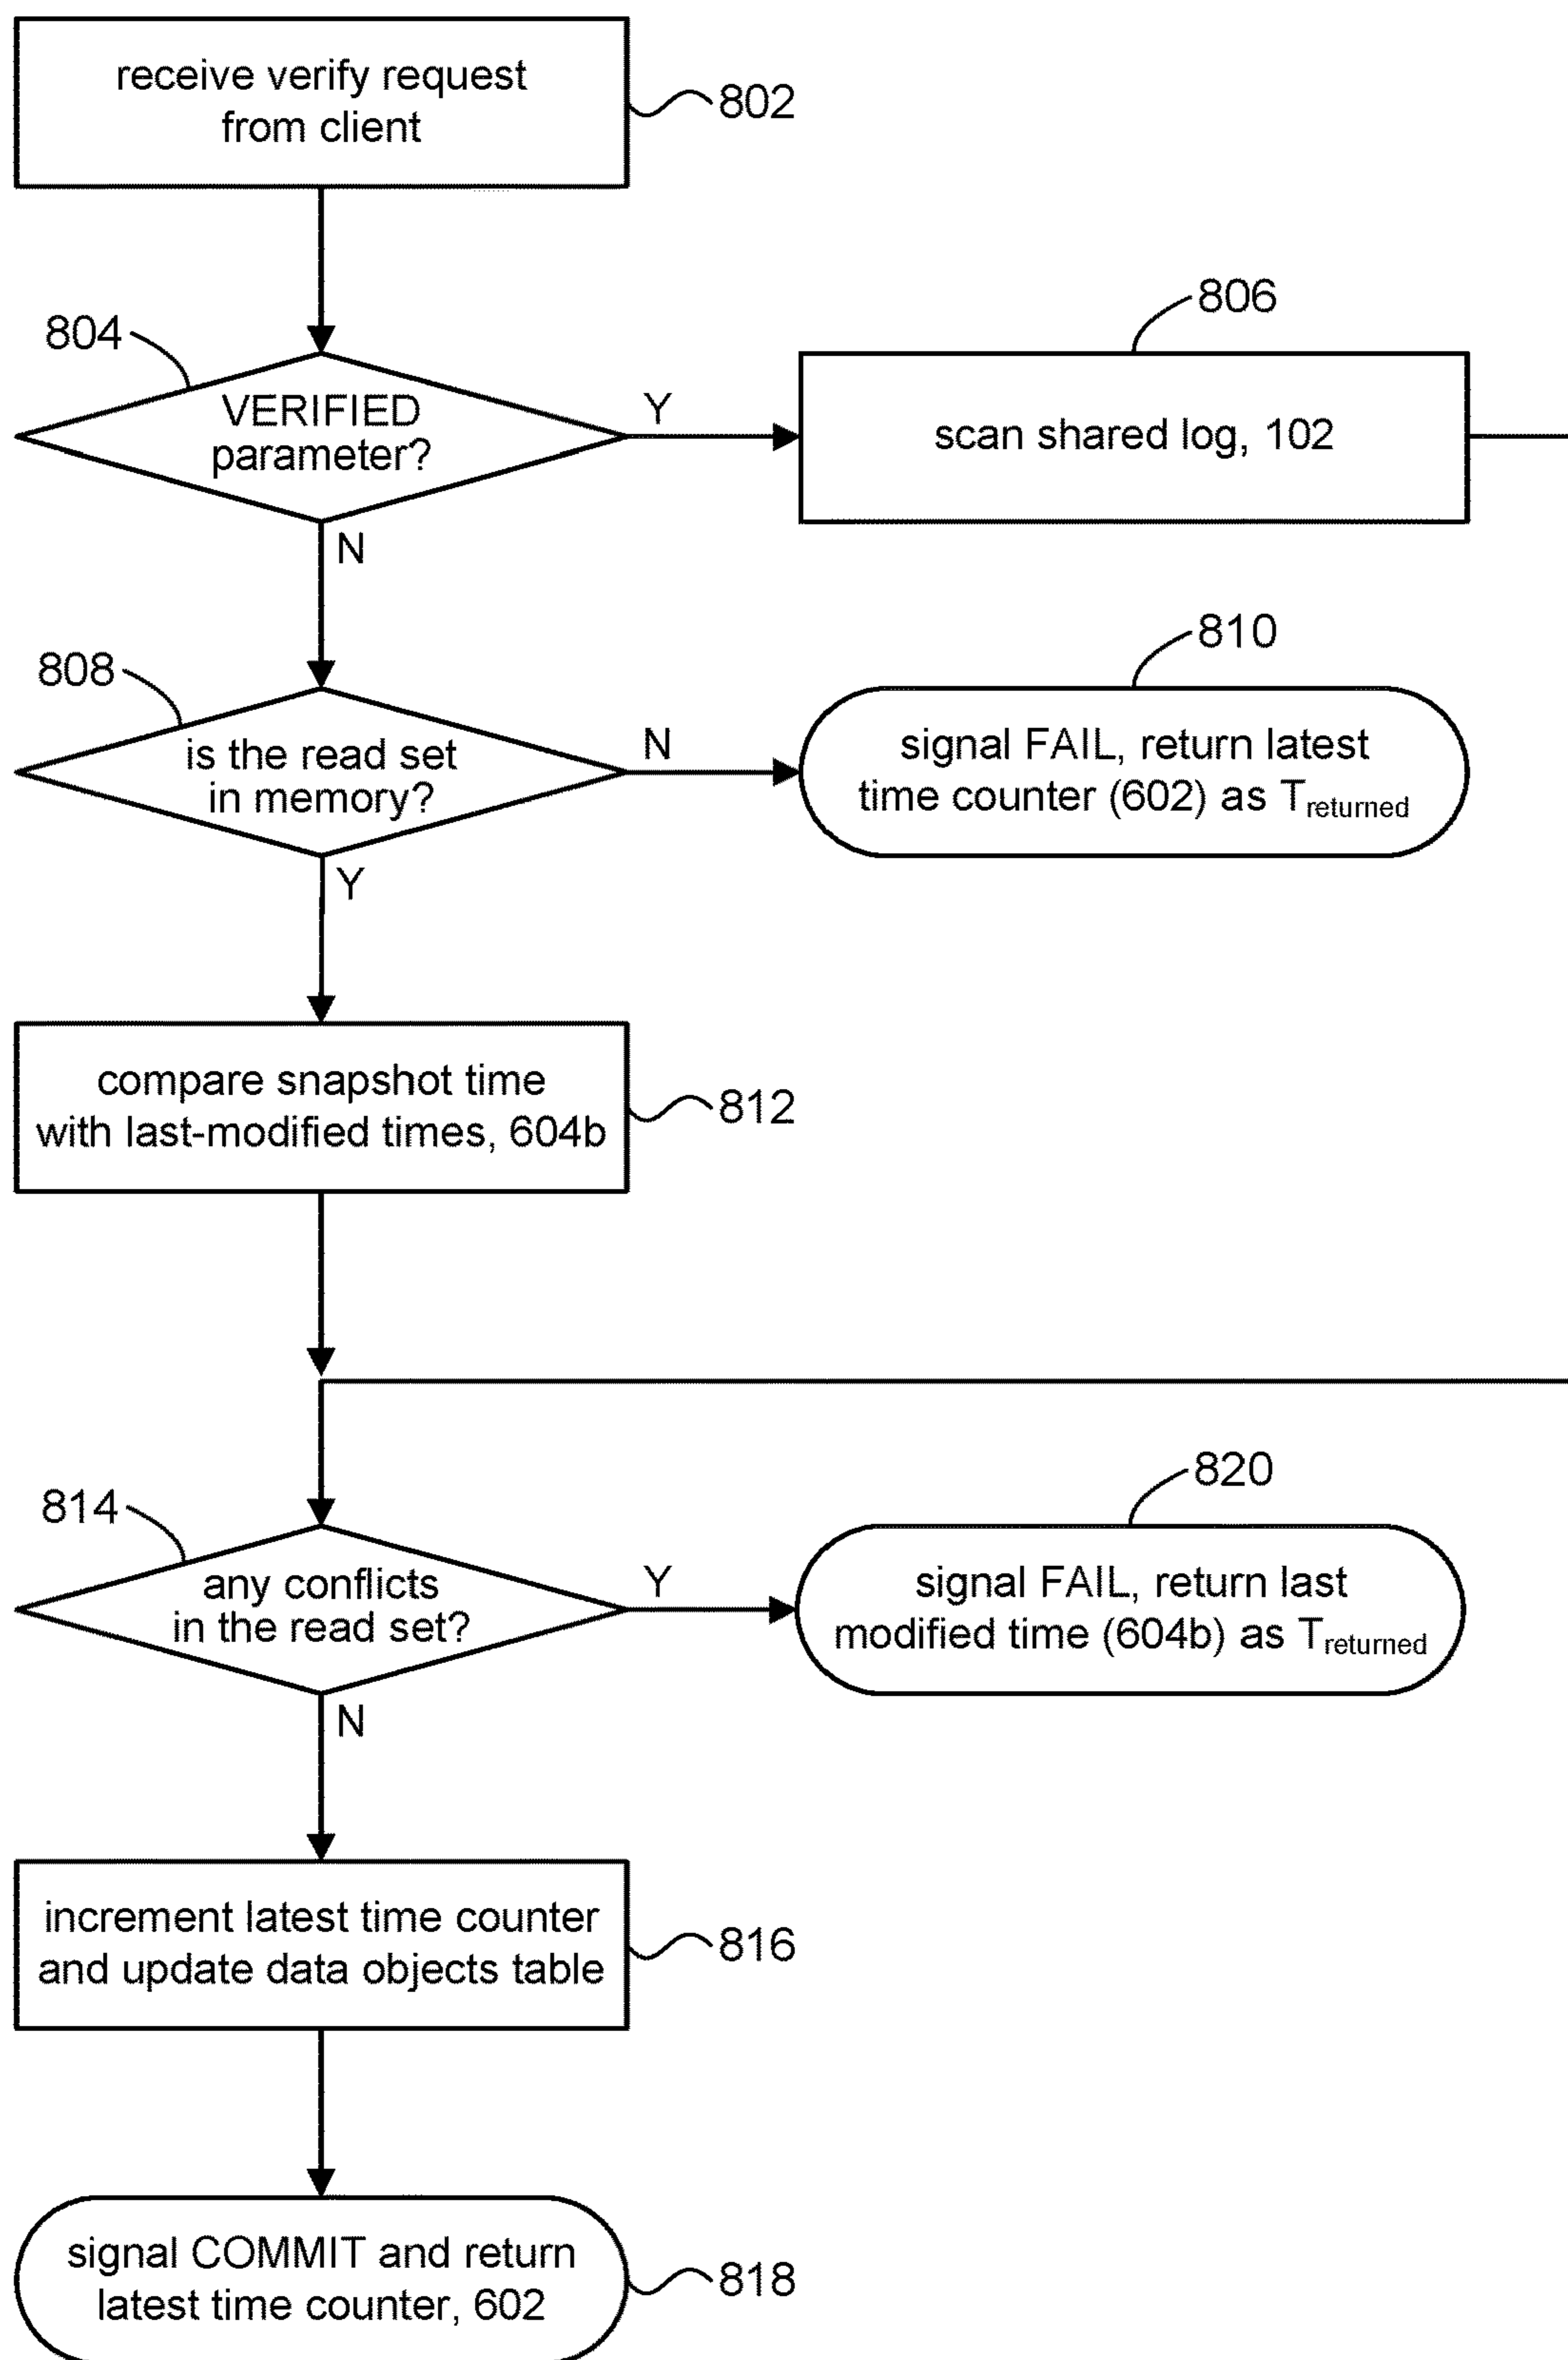 receive verify request
from client
802
804
VERIFIED
parameter?
Y
N
806
scan shared log, 102
808
is the read set
in memory?
N
Y
810
signal FAIL, return latest
time counter (602) as Treturned
compare snapshot time
with last-modified times, 604b
812
814
any conflicts
in the read set?
Y
N
820
signal FAIL, return last
modified time (604b) as Treturned
increment latest time counter
and update data objects table
816
signal COMMIT and return
latest time counter, 602
818